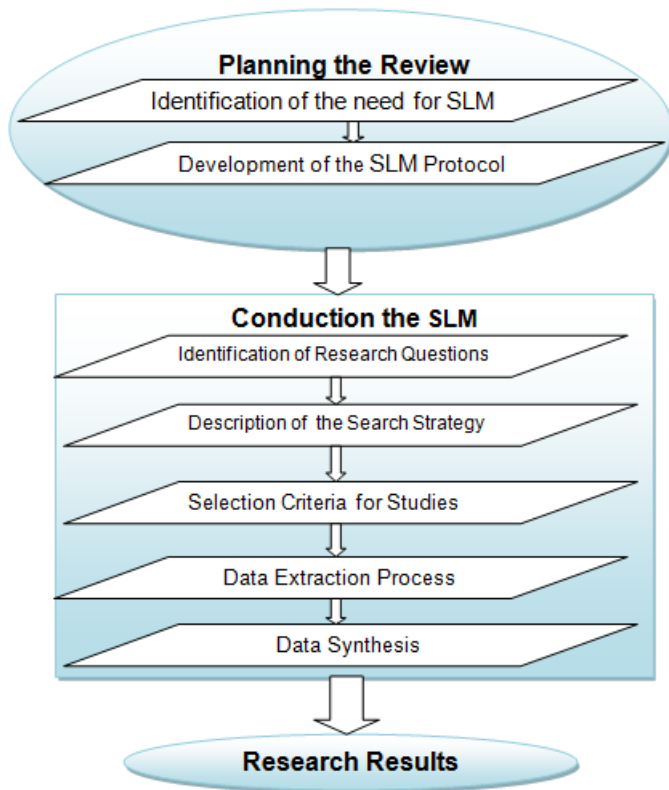 Planning the Review
Identification of the need for SLM
Development of the SLM Protocol
Conduction the SLM
Identification of Research Questions
Description of the Search Strategy
Selection Criteria for Studies
Data Extraction Process
Data Synthesis
Research Results